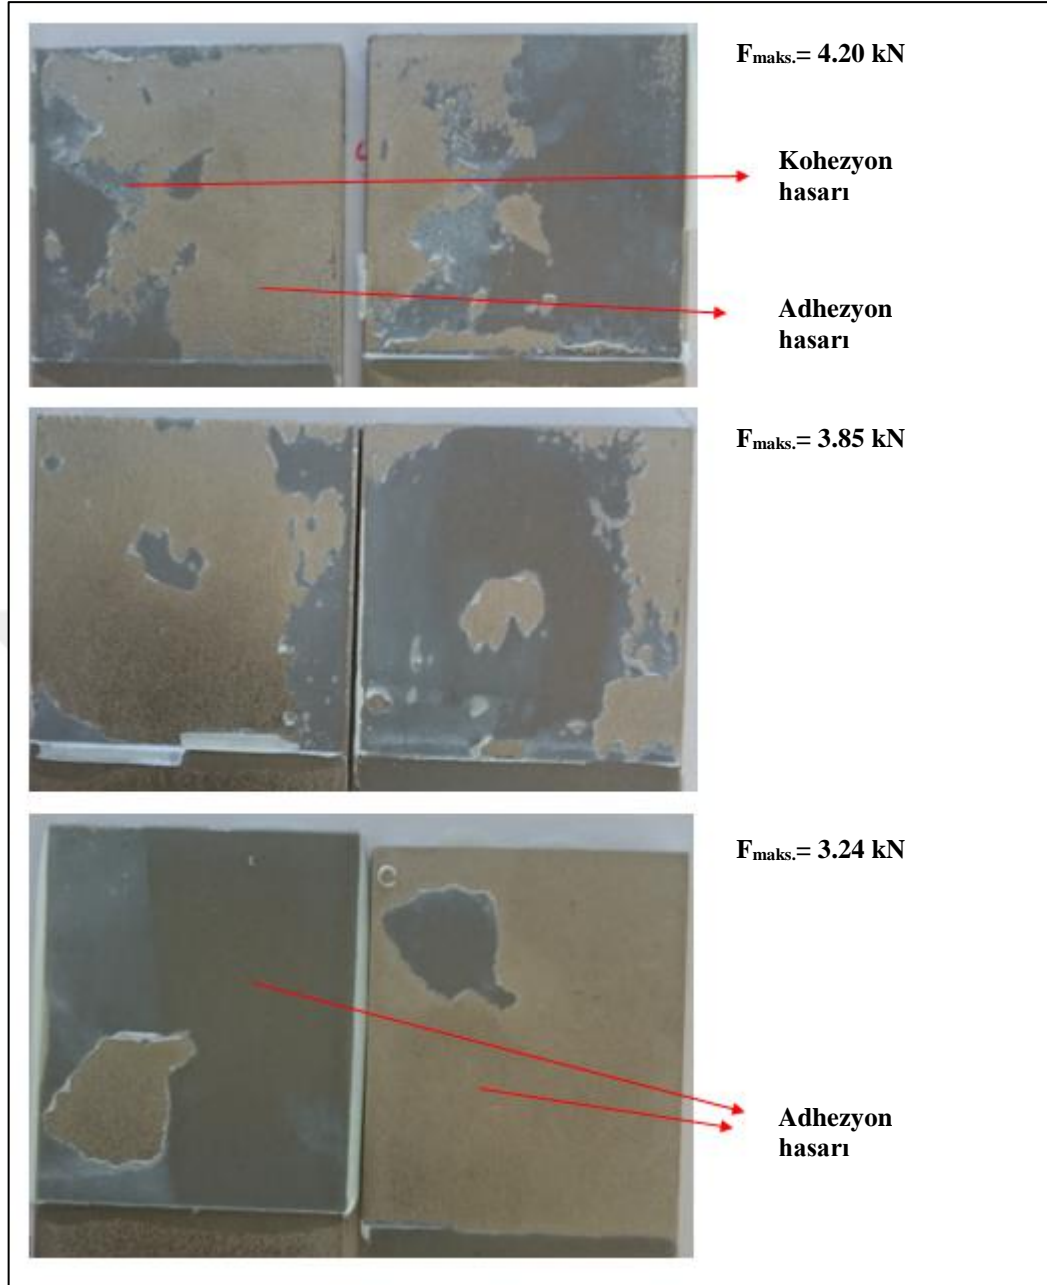 Fmaks.= 4.20 kN
Kohezyon
hasarı
Adhezyon
hasarı
Fmaks.= 3.85 kN
Fmaks.= 3.24 kN
Adhezyon
hasarı